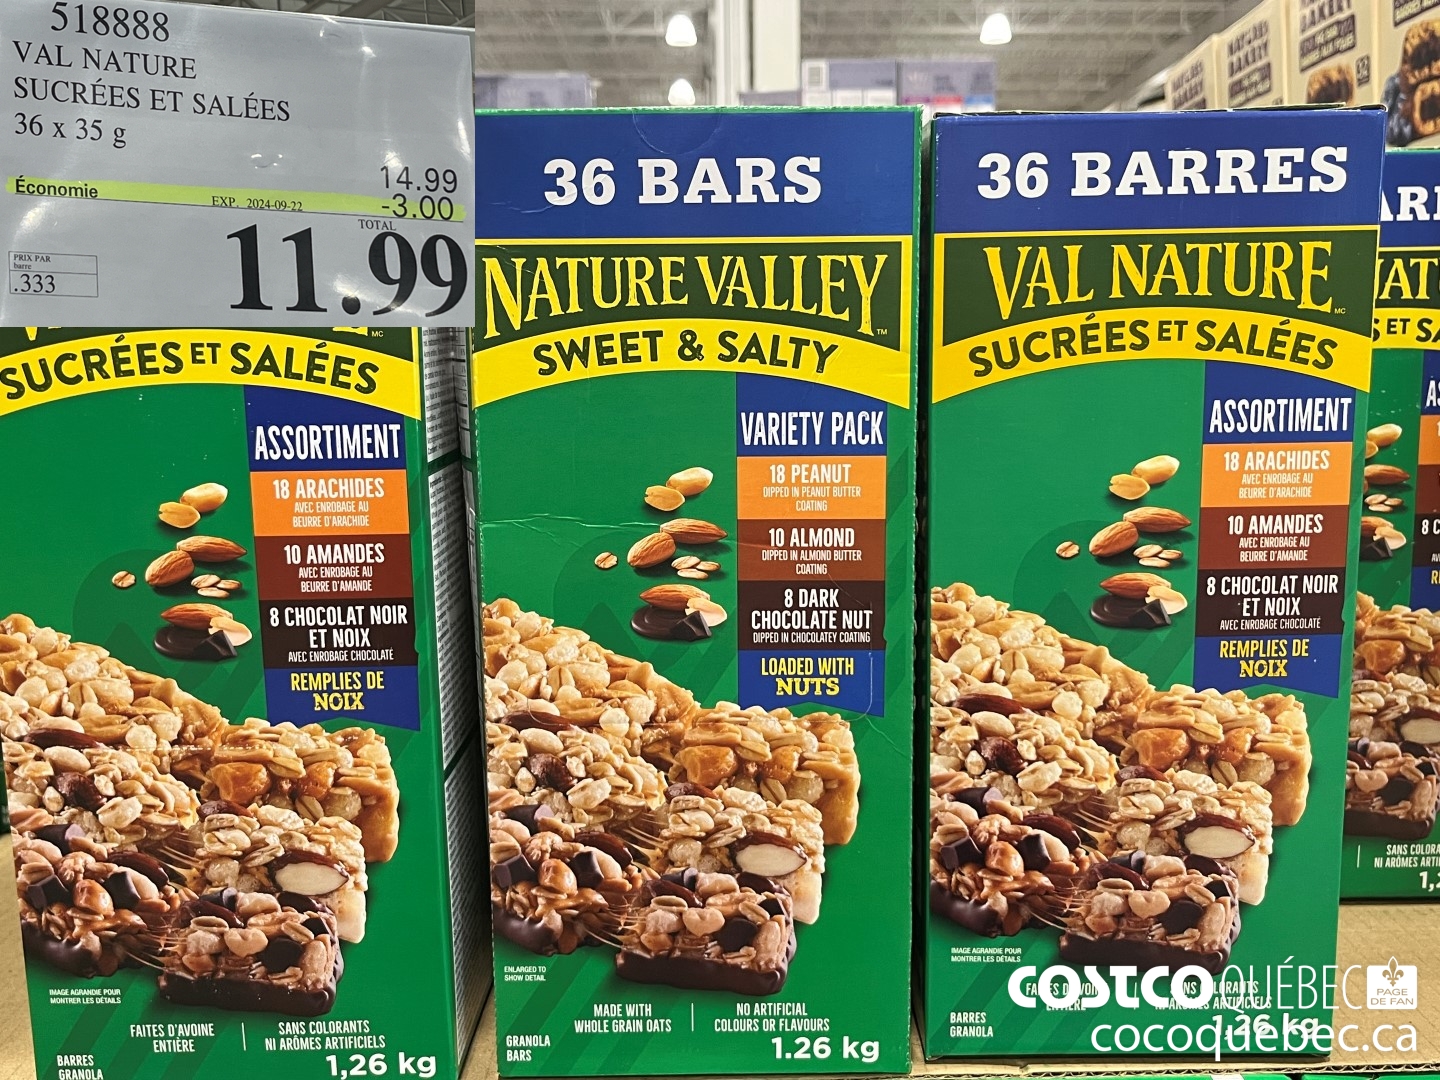 518888
VAL NATURE
SUCRÉES ET SALÉES
36 x 35 g
14.99
Économie
EXP. 2024-09-22
-3.00
TOTAL
11.99
PRIX PAR
barre
.333
MC
SUCRÉES ET SALÉES
ASSORTIMENT
18 ARACHIDES
AVEC ENROBAGE AU
BEURRE D'ARACHIDE
10 AMANDES
AVEC ENROBAGE AU
BEURRE D'AMANDE
8 CHOCOLAT NOIR
ET NOIX
AVEC ENROBAGE CHOCOLATÉ
REMPLIES DE
NOIX
IMAGE AGRANDIE POUR
MONTRER LES DÉTAILS
FAITES D'AVOINE
ENTIÈRE
SANS COLORANTS
NI ARÔMES ARTIFICIELS
BARRES
GRANOLA
1,26 kg
36 BARS
NATURE VALLEY
TM
SWEET & SALTY
VARIETY PACK
18 PEANUT
DIPPED IN PEANUT BUTTER
COATING
10 ALMOND
DIPPED IN ALMOND BUTTER
COATING
8 DARK
CHOCOLATE NUT
DIPPED IN CHOCOLATEY COATING
LOADED WITH
NUTS
ENLARGED TO
SHOW DETAIL
MADE WITH
WHOLE GRAIN OATS
NO ARTIFICIAL
COLOURS OR FLAVOURS
GRANOLA
BARS
1.26 kg
36 BARRES
VAL NATURE
MC
SUCRÉES ET SALÉES
ASSORTIMENT
18 ARACHIDES
AVEC ENROBAGE AU
BEURRE D'ARACHIDE
10 AMANDES
AVEC ENROBAGE AU
BEURRE D'AMANDE
8 CHOCOLAT NOIR
ET NOIX
AVEC ENROBAGE CHOCOLATÉ
REMPLIES DE
NOIX
IMAGE AGRANDIE POUR
MONTRER LES DÉTAILS
BARRES
GRANOLA
1,26 kg
COSTCO QUÉBEC
PAGE
DE FAN
cocoquebec.ca